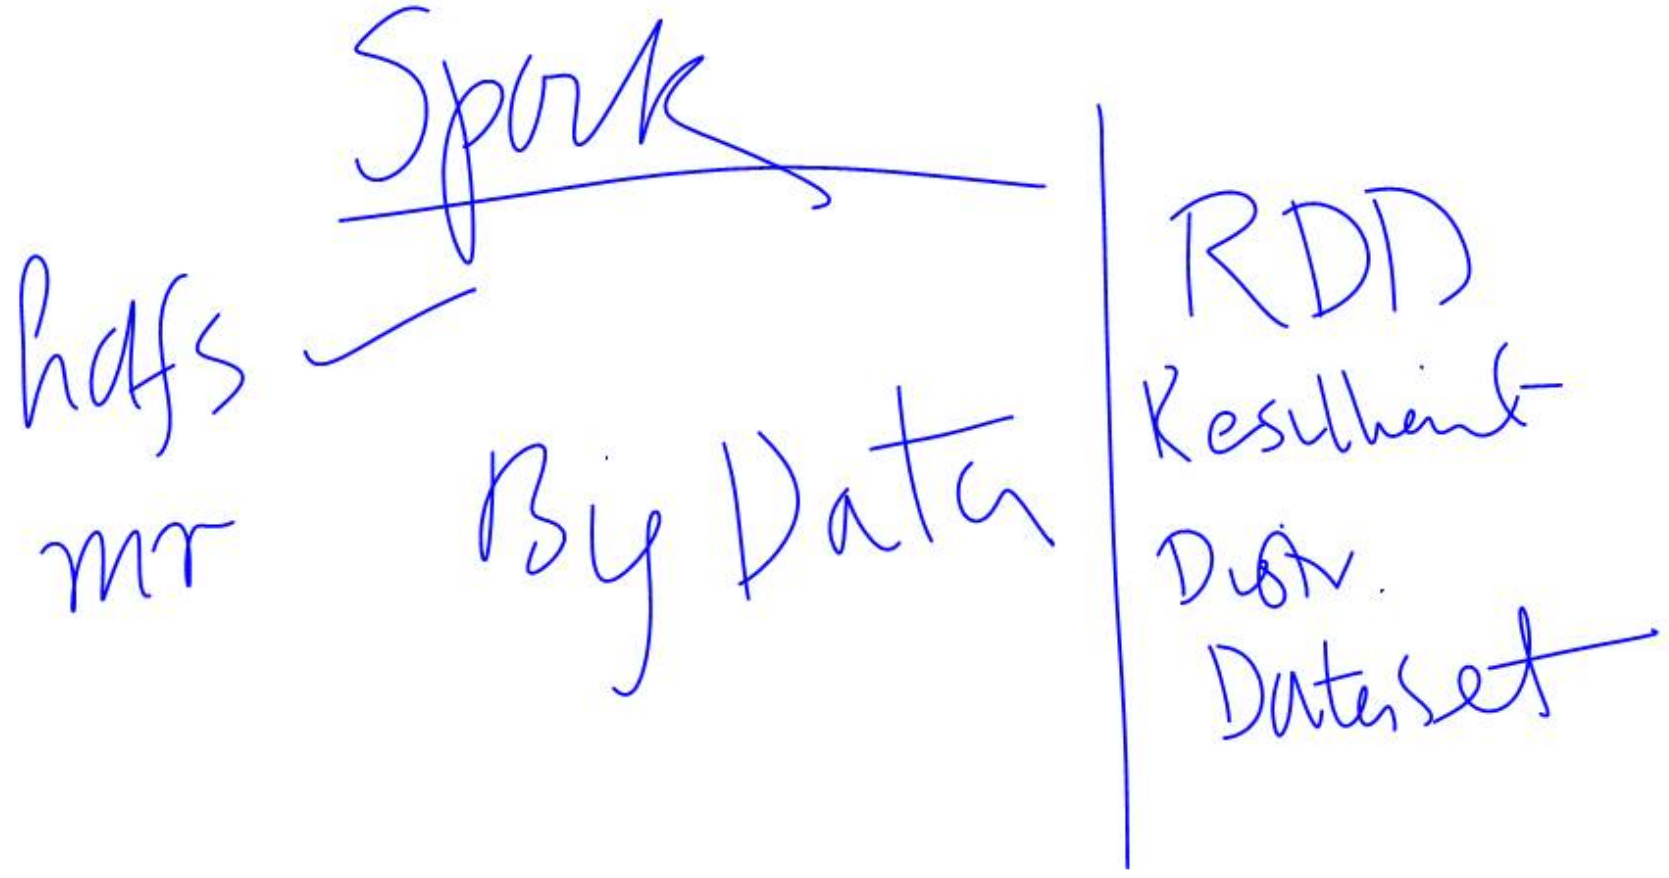 Spark
hdfs
mr
Big Data
RDD
Resilient
Distr.
Dataset